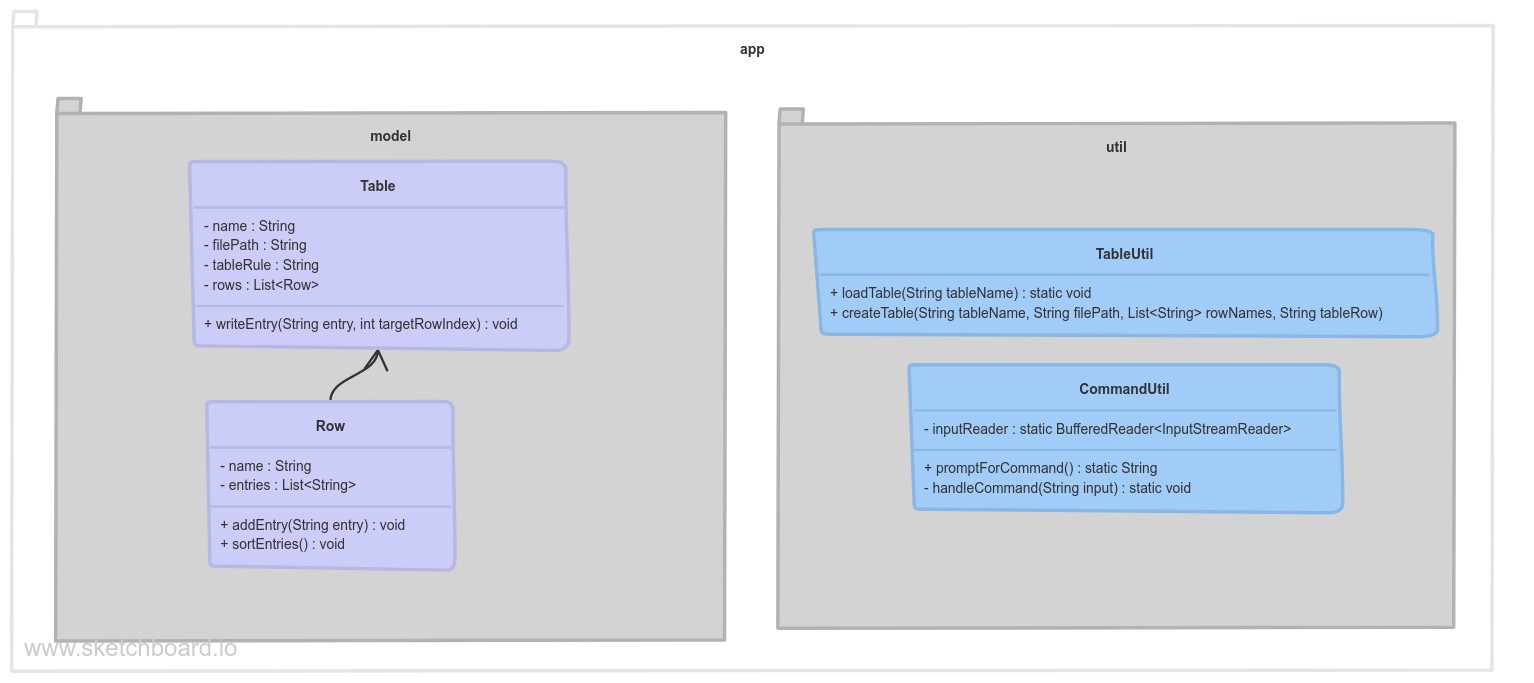 app
model
Table
- name : String
- filePath : String
- tableRule : String
- rows : List<Row>
+ writeEntry(String entry, int targetRowIndex) : void
Row
- name : String
- entries : List<String>
+ addEntry(String entry) : void
+ sortEntries() : void
util
TableUtil
+ loadTable(String tableName) : static void
+ createTable(String tableName, String filePath, List<String> rowNames, String tableRow)
CommandUtil
- inputReader : static BufferedReader<InputStreamReader>
+ promptForCommand() : static String
- handleCommand(String input) : static void
www.sketchboard.io